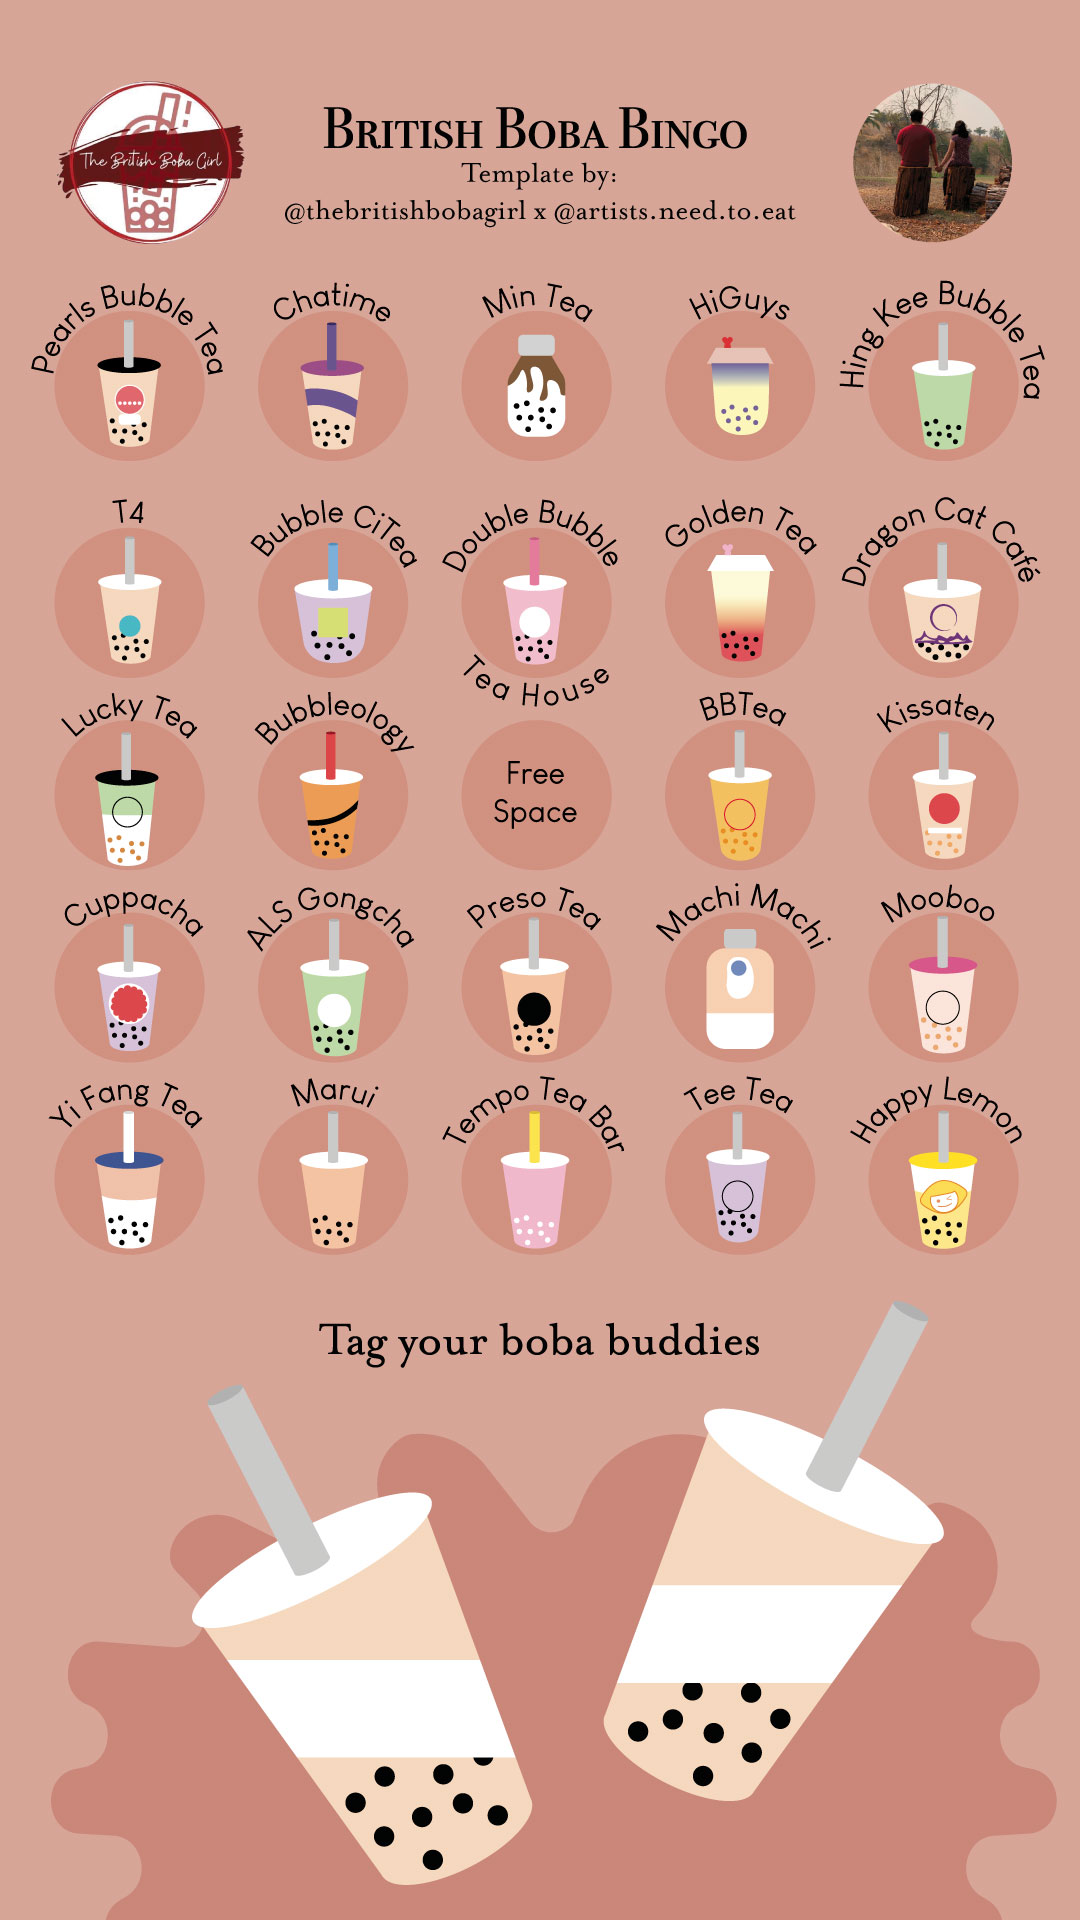 The British Boba Girl
British Boba Bingo
Template by:
@thebritishbobagirl x @artists.need.to.eat
Pearls Bubble Tea
Chatime
Min Tea
HiGuys
Hing Kee Bubble Tea
T4
Bubble CiTea
Double Bubble
Tea House
Golden Tea
Dragon Cat Café
Lucky Tea
Bubbleology
Free
Space
BBTea
Kissaten
Cuppacha
ALS Gongcha
Preso Tea
Machi Machi
Mooboo
Yi Fang Tea
Marui
Tempo Tea Bar
Tee Tea
Happy Lemon
Tag your boba buddies